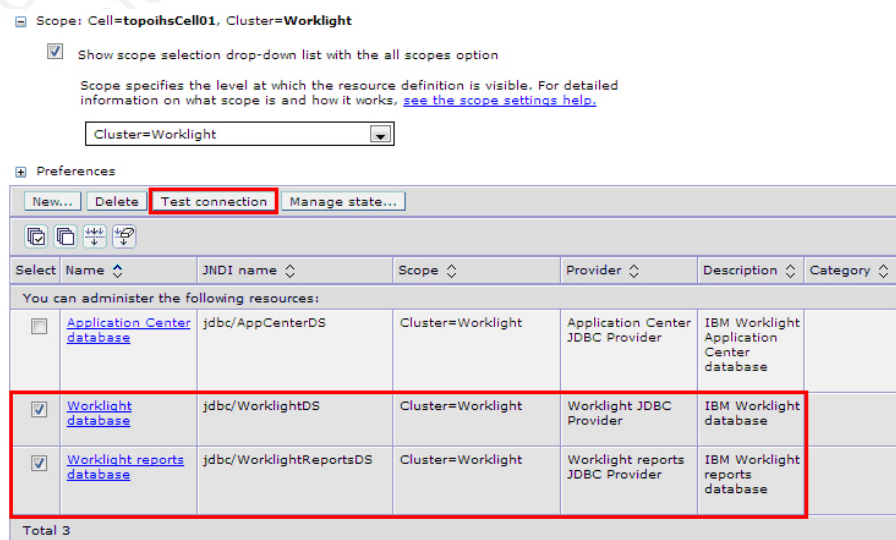 Scope: Cell=topoihsCell01, Cluster=Worklight
Show scope selection drop-down list with the all scopes option
Scope specifies the level at which the resource definition is visible. For detailed
information on what scope is and how it works, see the scope settings help.
Cluster=Worklight
Preferences
New... Delete Test connection Manage state...
Select Name JNDI name Scope Provider Description Category
You can administer the following resources:
Application Center jdbc/AppCenterDS Cluster=Worklight Application Center IBM Worklight
database JDBC Provider Application
Center
database
Worklight jdbc/WorklightDS Cluster=Worklight Worklight JDBC IBM Worklight
database Provider database
Worklight reports jdbc/WorklightReportsDS Cluster=Worklight Worklight reports IBM Worklight
database JDBC Provider reports
database
Total 3